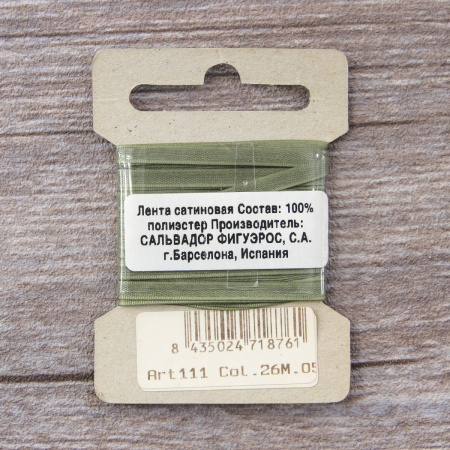 Лента сатиновая Состав: 100%
полиэстер Производитель:
САЛЬВАДОР ФИГУЭРОС, С.А.
г.Барселона, Испания
8 435024 718761
Art111 Col.26M.05